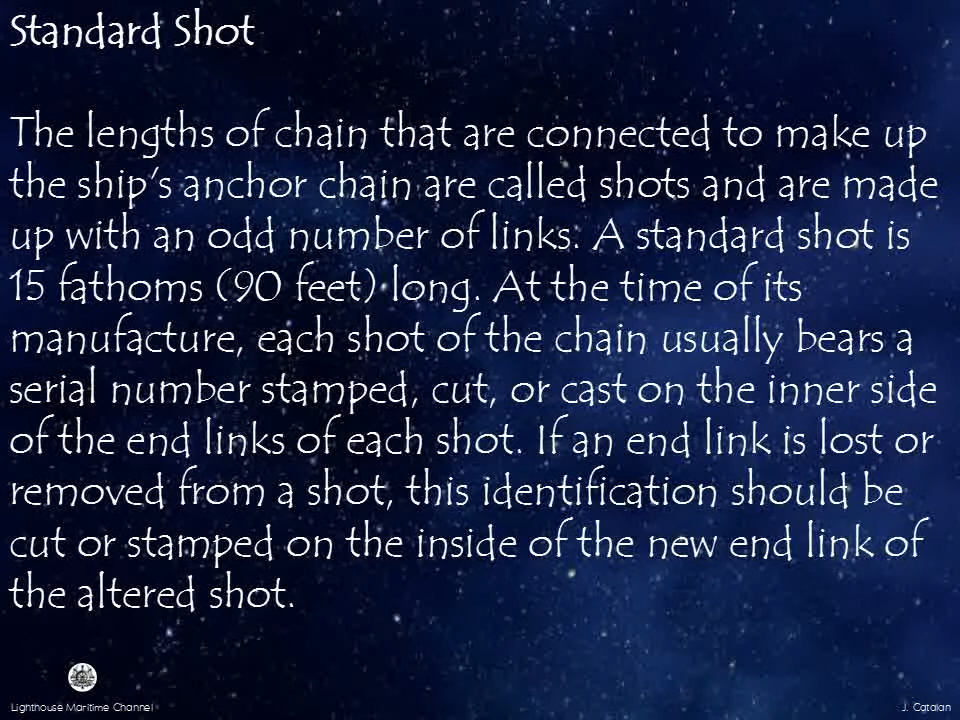 Standard Shot
The lengths of chain that are connected to make up
the ship's anchor chain are called shots and are made
up with an odd number of links. A standard shot is
15 fathoms (90 feet) long. At the time of its
manufacture, each shot of the chain usually bears a
serial number stamped, cut, or cast on the inner side
of the end links of each shot. If an end link is lost or
removed from a shot, this identification should be
cut or stamped on the inside of the new end link of
the altered shot.
Lighthouse Maritime Channel
J. Catalan